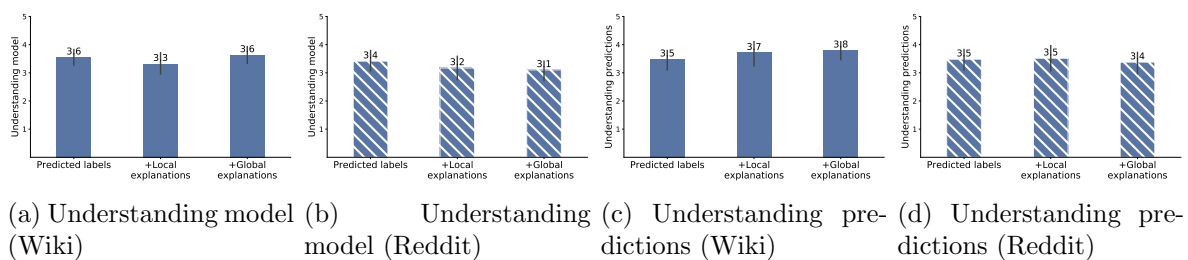 5
4
3
2
1
Understanding model
3.6
3.3
3.6
Predicted labels
+Local
explanations
+Global
explanations
5
4
3
2
1
Understanding model
3.4
3.2
3.1
Predicted labels
+Local
explanations
+Global
explanations
5
4
3
2
1
Understanding predictions
3.5
3.7
3.8
Predicted labels
+Local
explanations
+Global
explanations
5
4
3
2
1
Understanding predictions
3.5
3.5
3.4
Predicted labels
+Local
explanations
+Global
explanations
(a) Understanding model
(Wiki)
(b) Understanding
model (Reddit)
(c) Understanding pre-
dictions (Wiki)
(d) Understanding pre-
dictions (Reddit)